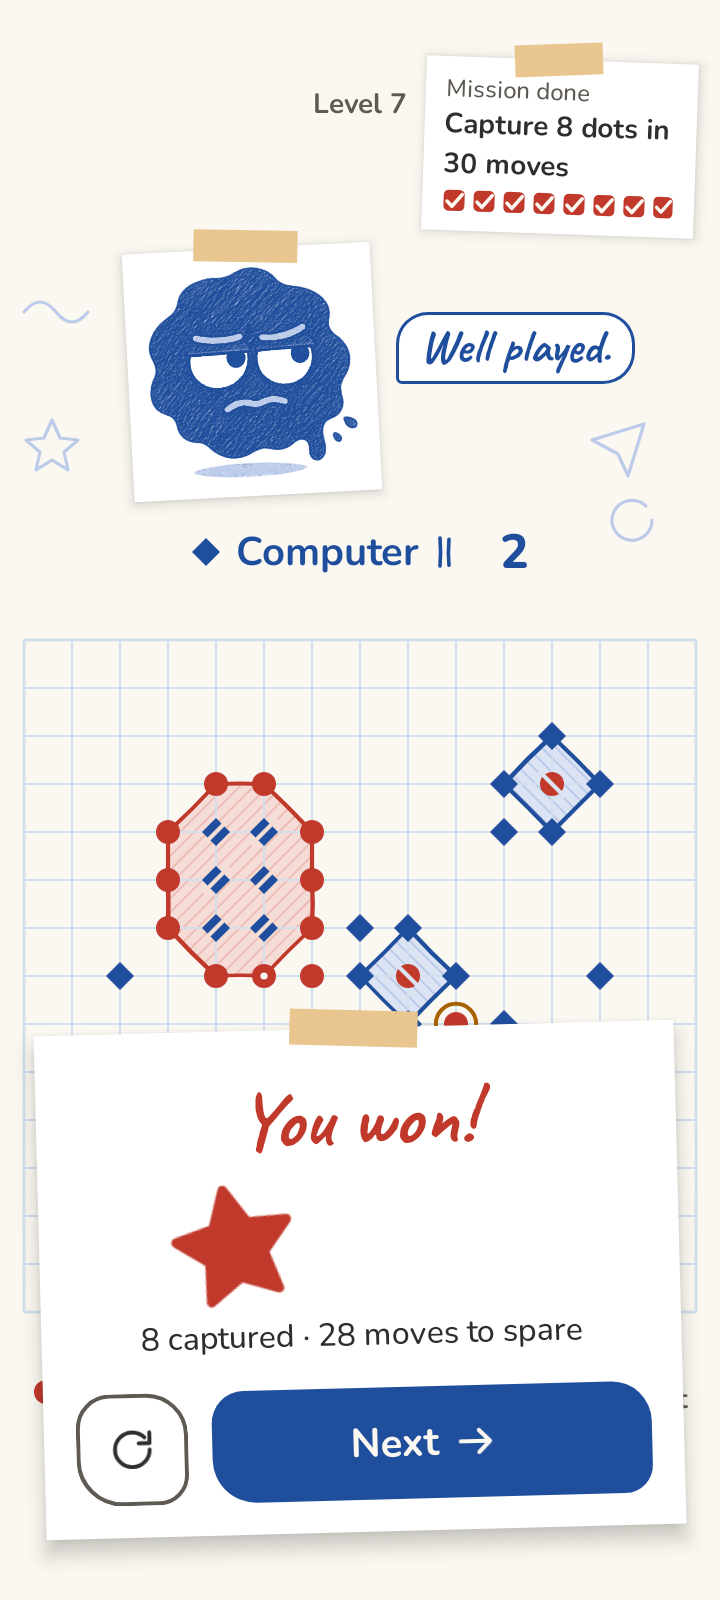 Level 7
Mission done
Capture 8 dots in
30 moves
Well played.
Computer 2
You won!
8 captured · 28 moves to spare
Next →